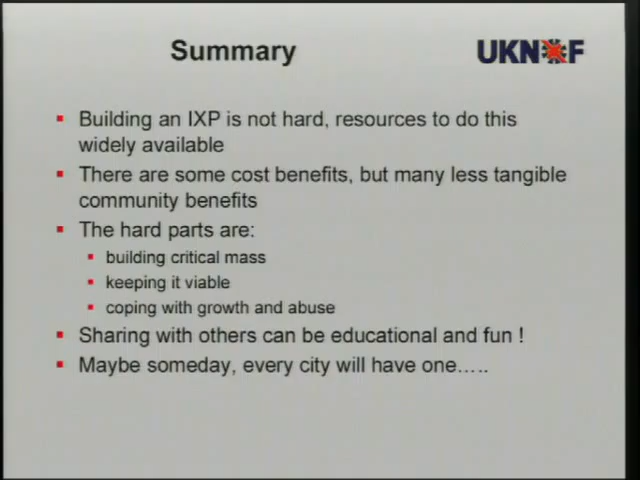 Summary
UKNOF
Building an IXP is not hard, resources to do this
widely available
There are some cost benefits, but many less tangible
community benefits
The hard parts are:
building critical mass
keeping it viable
coping with growth and abuse
Sharing with others can be educational and fun !
Maybe someday, every city will have one…..